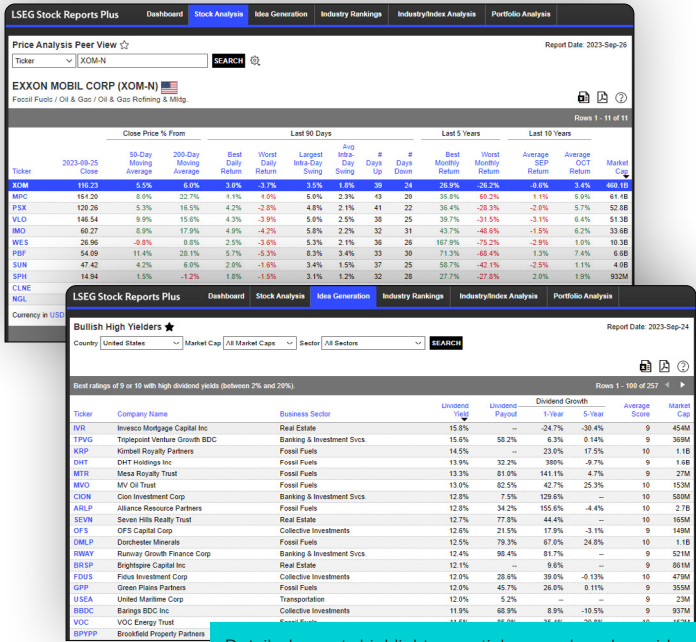 LSEG Stock Reports Plus Dashboard Stock Analysis Idea Generation Industry Rankings Industry/Index Analysis Portfolio Analysis
Price Analysis Peer View ☆ Report Date: 2023-Sep-26
Ticker XOM-N SEARCH
EXXON MOBIL CORP (XOM-N)
Fossil Fuels / Oil & Gas / Oil & Gas Refining & Mktg.
Rows 1 - 11 of 11
Close Price % From Last 90 Days Last 5 Years Last 10 Years
Ticker 2023-09-25 Close 50-Day Moving Average 200-Day Moving Average Best Daily Return Worst Daily Return Largest Intra-Day Swing Avg Intra-Day Swing # Days Up # Days Down Best Monthly Return Worst Monthly Return Average SEP Return Average OCT Return Market Cap
XOM 116.23 5.5% 6.0% 3.0% -3.7% 3.5% 1.8% 39 24 26.9% -26.2% -0.6% 3.4% 460.1B
MPC 151.20 8.0% 22.7% 4.1% 5.0% 2.3% 43 20 35.8% -50.2% 1.1% 61.4B
PSX 120.26 5.3% 16.5% 4.2% -2.8% 4.8% 2.1% 41 22 36.4% -28.3% -2.0% 5.7% 52.8B
VLO 146.54 9.9% 15.6% 4.3% -3.9% 5.0% 2.5% 38 25 39.7% -31.5% -3.1% 6.4% 51.3B
IMO 60.27 8.9% 17.9% 4.9% -4.2% 5.8% 2.2% 32 31 43.7% -48.6% -1.5% 6.2% 33.6B
WES 26.96 -0.8% 0.8% 2.5% -3.6% 5.3% 2.1% 36 26 167.9% -75.2% -2.9% 1.0% 10.3B
PBF 54.09 11.4% 28.1% 5.7% -5.3% 8.3% 3.4% 33 30 71.3% -68.4% 1.3% 7.4% 6.6B
SUN 47.42 4.2% 6.0% 2.0% -1.6% 3.4% 1.5% 37 25 58.7% -42.1% -2.5% 1.1% 4.0B
SPH 14.94 1.5% -1.2% 1.8% -1.5% 3.1% 1.2% 32 28 27.7% -27.8% 2.0% 1.9% 932M
CLNE
NGL
Currency in USD
LSEG Stock Reports Plus Dashboard Stock Analysis Idea Generation Industry Rankings Industry/Index Analysis Portfolio Analysis
Bullish High Yielders ★ Report Date: 2023-Sep-24
Country United States Market Cap All Market Caps Sector All Sectors SEARCH
Best ratings of 9 or 10 with high dividend yields (between 2% and 20%). Rows 1 - 100 of 257
Dividend Growth
Ticker Company Name Business Sector Dividend Yield Dividend Payout 1-Year 5-Year Average Score Market Cap
IVR Invesco Mortgage Capital Inc Real Estate 15.8% -- -24.7% -30.4% 9 454M
TPVG Triplepoint Venture Growth BDC Banking & Investment Svcs. 15.6% 58.2% 6.3% 0.14% 9 369M
KRP Kimbell Royalty Partners Fossil Fuels 14.5% -- 23.0% 17.5% 10 1.1B
DHT DHT Holdings Inc Fossil Fuels 13.9% 32.2% 380% -9.7% 9 1.6B
MTR Mesa Royalty Trust Fossil Fuels 13.3% 81.0% 141.1% 4.7% 9 27M
MVO MV Oil Trust Fossil Fuels 13.0% 82.5% 42.7% 25.3% 10 153M
CION Cion Investment Corp Banking & Investment Svcs. 12.8% 7.5% 129.6% -- 9 580M
ARLP Alliance Resource Partners Fossil Fuels 12.8% 34.2% 155.6% -4.4% 10 2.7B
SEVN Seven Hills Realty Trust Real Estate 12.7% 77.8% 44.4% -- 10 165M
OFS OFS Capital Corp Collective Investments 12.6% 21.5% 17.9% -3.1% 9 149M
DMLP Dorchester Minerals Fossil Fuels 12.5% 79.3% 67.0% 24.8% 10 1.1B
RWAY Runway Growth Finance Corp Banking & Investment Svcs. 12.4% 98.4% 81.7% -- 9 521M
BRSP Brightspire Capital Inc Real Estate 12.1% -- 9.6% -- 9 861M
FDUS Fidus Investment Corp Collective Investments 12.0% 28.6% 39.0% -0.13% 10 479M
GPP Green Plains Partners Fossil Fuels 12.0% 45.7% 26.0% 0.11% 9 355M
USEA United Maritime Corp Transportation 12.0% 5.2% -- -- 9 23M
BBDC Barings BDC Inc Collective Investments 11.9% 68.9% 8.9% -10.5% 9 937M
VOC VOC Energy Trust
BPYPP Brookfield Property Partners